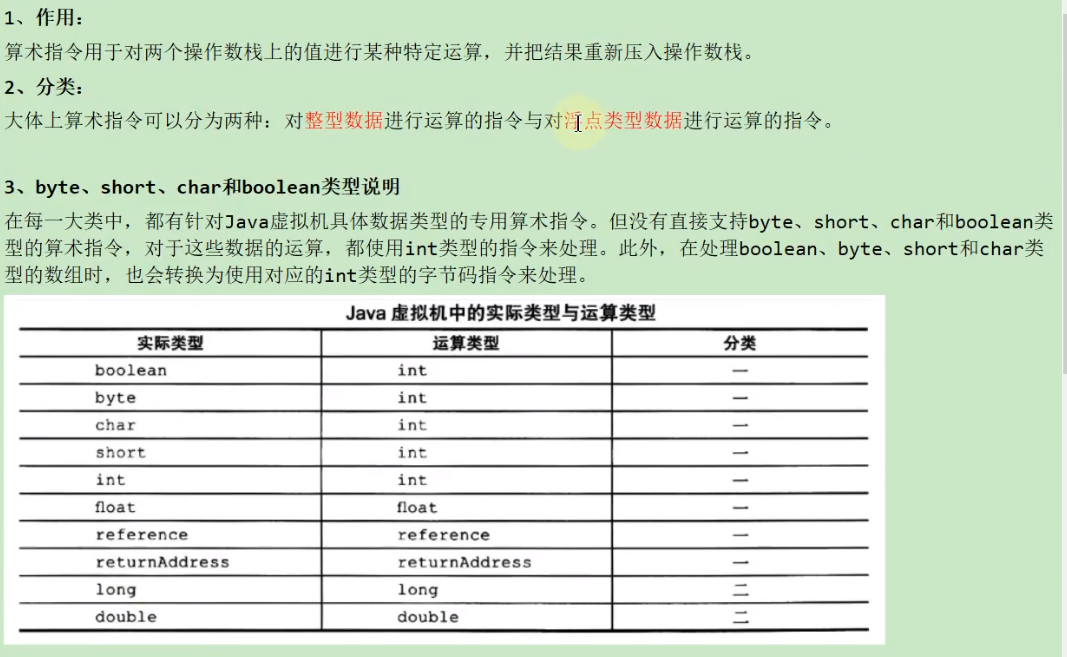 1、作用：
算术指令用于对两个操作数栈上的值进行某种特定运算，并把结果重新压入操作数栈。
2、分类：
大体上算术指令可以分为两种：对整型数据进行运算的指令与对浮点类型数据进行运算的指令。
3、byte、short、char和boolean类型说明
在每一大类中，都有针对Java虚拟机具体数据类型的专用算术指令。但没有直接支持byte、short、char和boolean类
型的算术指令，对于这些数据的运算，都使用int类型的指令来处理。此外，在处理boolean、byte、short和char类
型的数组时，也会转换为使用对应的int类型的字节码指令来处理。
Java 虚拟机中的实际类型与运算类型
实际类型 运算类型 分类
boolean int 一
byte int 一
char int 一
short int 一
int int 一
float float 一
reference reference 一
returnAddress returnAddress 一
long long 二
double double 二